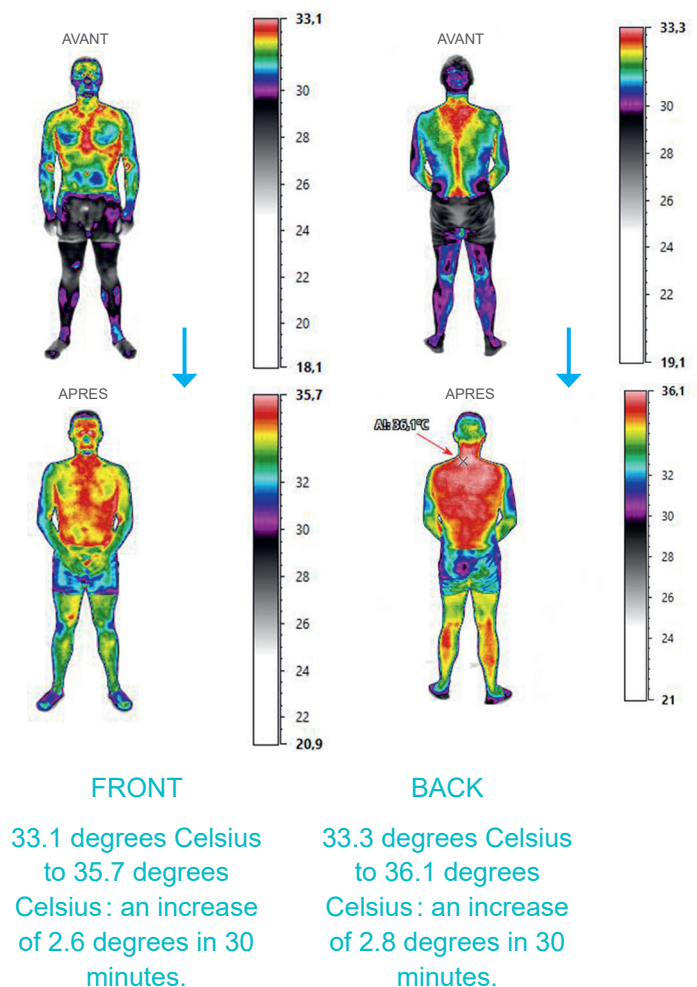 AVANT
33,1
30
28
26
24
22
20
18,1
AVANT
33,3
30
28
26
24
22
19,1
APRES
35,7
32
30
28
26
24
22
20,9
APRES
A!: 36,1°C
36,1
32
30
28
26
24
21
FRONT
33.1 degrees Celsius
to 35.7 degrees
Celsius : an increase
of 2.6 degrees in 30
minutes.
BACK
33.3 degrees Celsius
to 36.1 degrees
Celsius : an increase
of 2.8 degrees in 30
minutes.